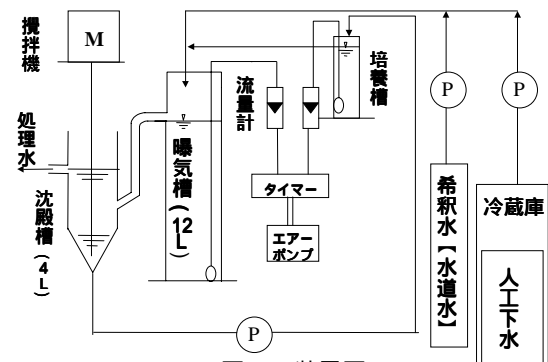 攪拌機
M
処理水
沈殿槽(4L)
曝気槽(12L)
流量計
タイマー
エアー
ポンプ
培養槽
P
P
P
希釈水【水道水】
冷蔵庫
人工下水